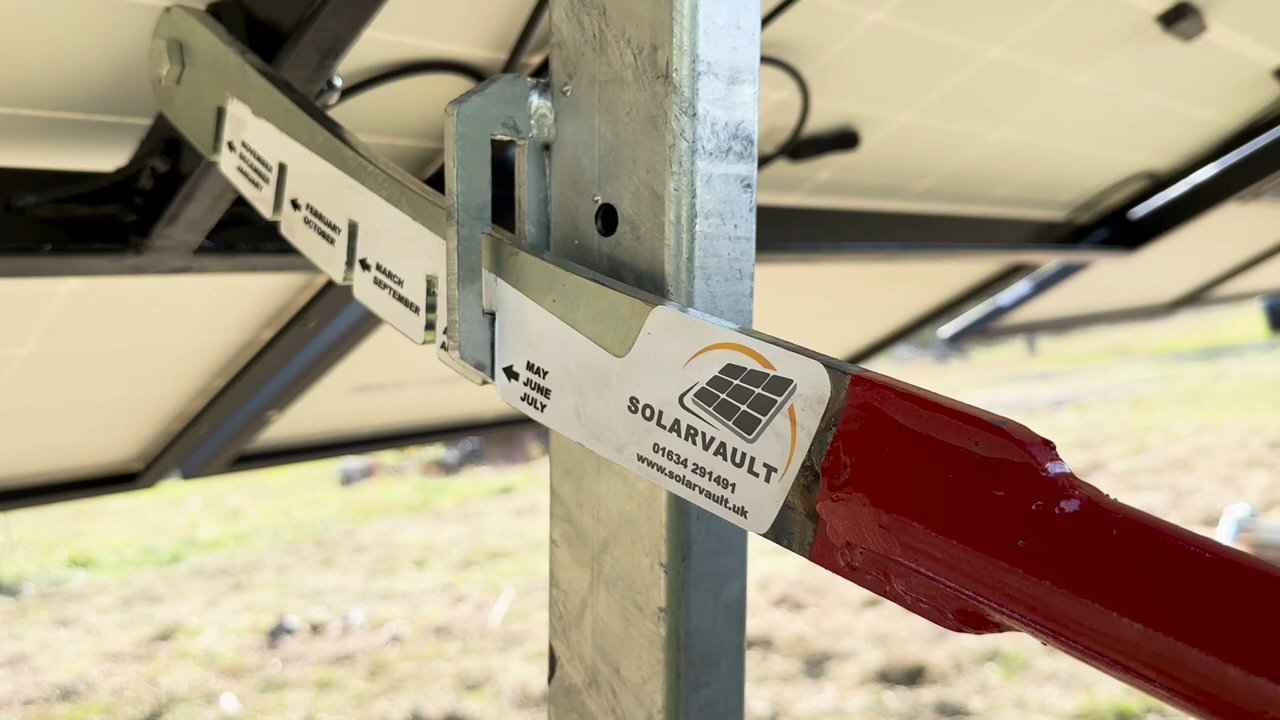 NOVEMBER
DECEMBER
JANUARY
FEBRUARY
OCTOBER
MARCH
SEPTEMBER
MAY
JUNE
JULY
SOLARVAULT
01634 291491
www.solarvault.uk